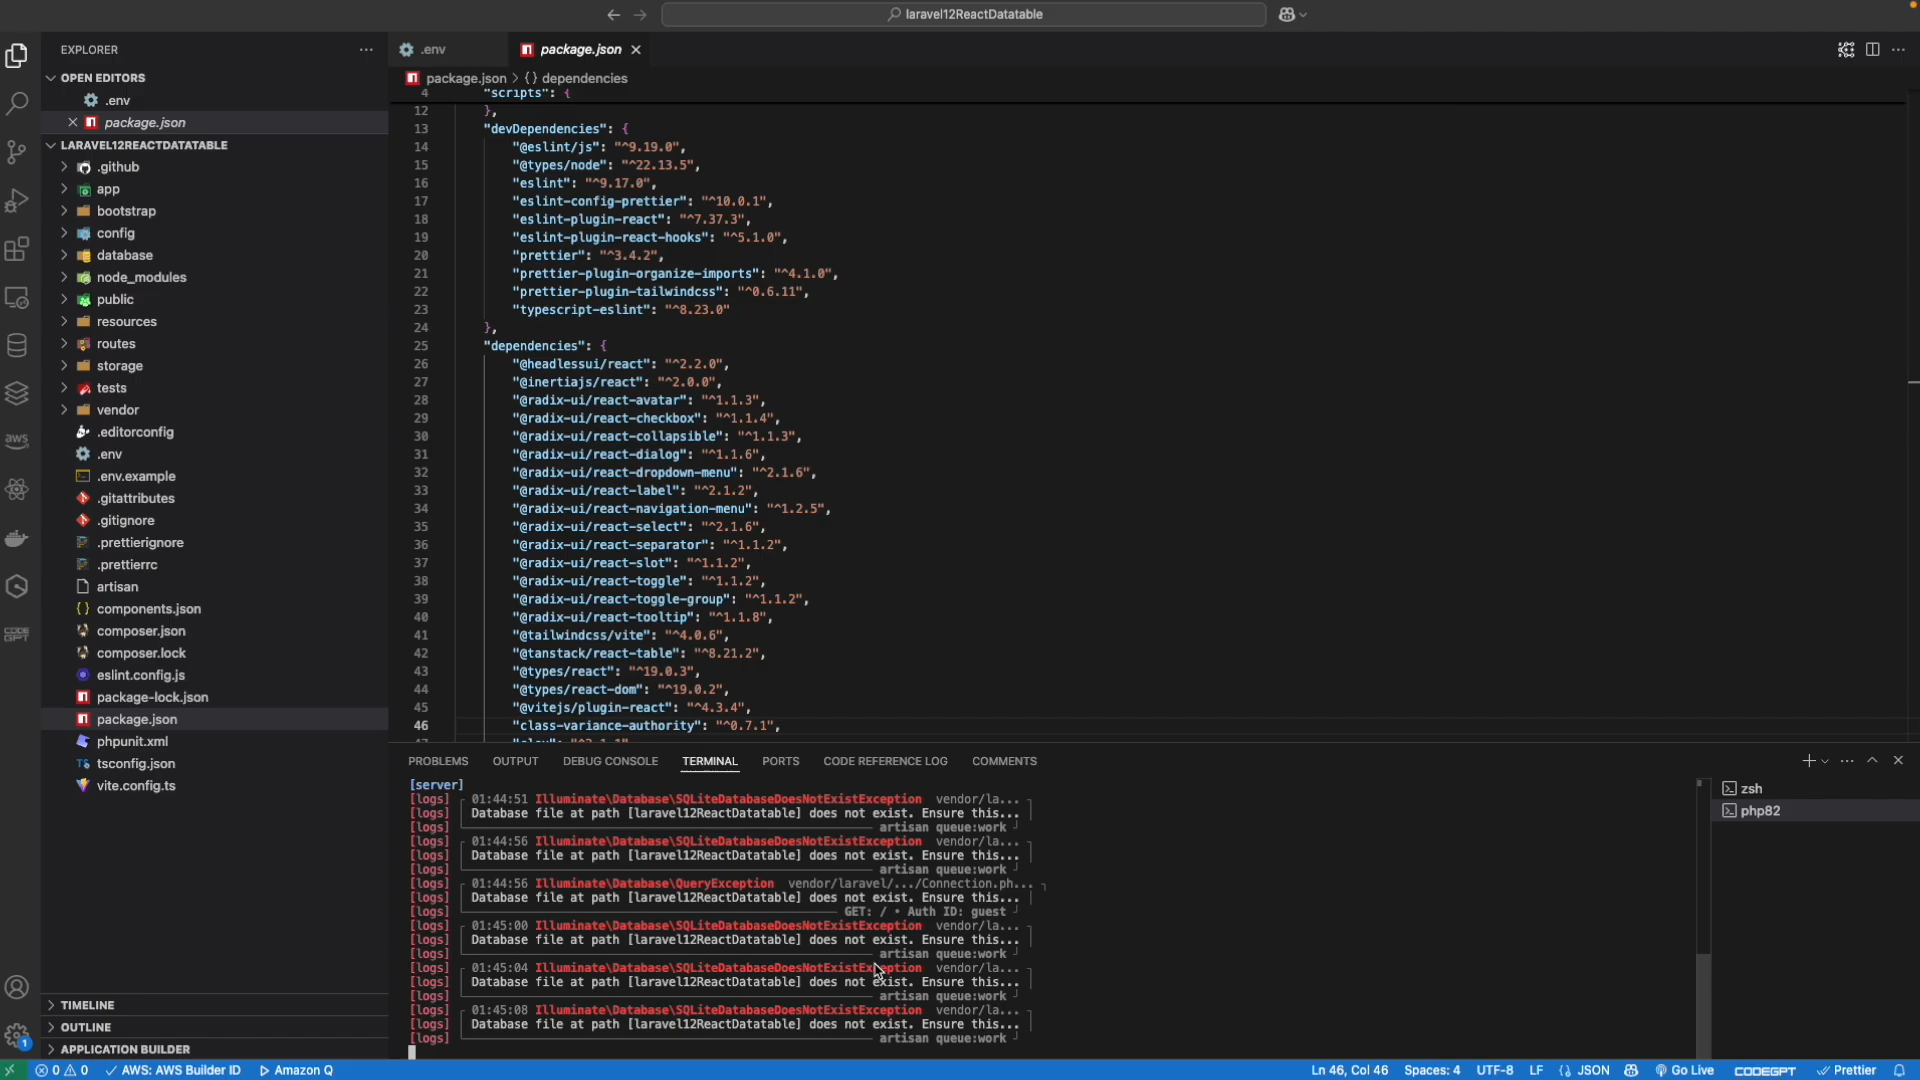 laravel12ReactDatatable
EXPLORER
OPEN EDITORS
.env
package.json
LARAVEL12REACTDATATABLE
.github
app
bootstrap
config
database
node_modules
public
resources
routes
storage
tests
vendor
.editorconfig
.env
.env.example
.gitattributes
.gitignore
.prettierignore
.prettierrc
artisan
components.json
composer.json
composer.lock
eslint.config.js
package-lock.json
package.json
phpunit.xml
tsconfig.json
vite.config.ts
TIMELINE
OUTLINE
APPLICATION BUILDER
.env package.json
package.json > {} dependencies
4 "scripts": {
12 },
13 "devDependencies": {
14 "@eslint/js": "^9.19.0",
15 "@types/node": "^22.13.5",
16 "eslint": "^9.17.0",
17 "eslint-config-prettier": "^10.0.1",
18 "eslint-plugin-react": "^7.37.3",
19 "eslint-plugin-react-hooks": "^5.1.0",
20 "prettier": "^3.4.2",
21 "prettier-plugin-organize-imports": "^4.1.0",
22 "prettier-plugin-tailwindcss": "^0.6.11",
23 "typescript-eslint": "^8.23.0"
24 },
25 "dependencies": {
26 "@headlessui/react": "^2.2.0",
27 "@inertiajs/react": "^2.0.0",
28 "@radix-ui/react-avatar": "^1.1.3",
29 "@radix-ui/react-checkbox": "^1.1.4",
30 "@radix-ui/react-collapsible": "^1.1.3",
31 "@radix-ui/react-dialog": "^1.1.6",
32 "@radix-ui/react-dropdown-menu": "^2.1.6",
33 "@radix-ui/react-label": "^2.1.2",
34 "@radix-ui/react-navigation-menu": "^1.2.5",
35 "@radix-ui/react-select": "^2.1.6",
36 "@radix-ui/react-separator": "^1.1.2",
37 "@radix-ui/react-slot": "^1.1.2",
38 "@radix-ui/react-toggle": "^1.1.2",
39 "@radix-ui/react-toggle-group": "^1.1.2",
40 "@radix-ui/react-tooltip": "^1.1.8",
41 "@tailwindcss/vite": "^4.0.6",
42 "@tanstack/react-table": "^8.21.2",
43 "@types/react": "^19.0.3",
44 "@types/react-dom": "^19.0.2",
45 "@vitejs/plugin-react": "^4.3.4",
46 "class-variance-authority": "^0.7.1",
PROBLEMS OUTPUT DEBUG CONSOLE TERMINAL PORTS CODE REFERENCE LOG COMMENTS
[server]
[logs] 01:44:51 Illuminate\Database\SQLiteDatabaseDoesNotExistException vendor/la...
[logs] Database file at path [laravel12ReactDatatable] does not exist. Ensure this...
[logs] artisan queue:work
[logs] 01:44:56 Illuminate\Database\SQLiteDatabaseDoesNotExistException vendor/la...
[logs] Database file at path [laravel12ReactDatatable] does not exist. Ensure this...
[logs] artisan queue:work
[logs] 01:44:56 Illuminate\Database\QueryException vendor/laravel/.../Connection.ph...
[logs] Database file at path [laravel12ReactDatatable] does not exist. Ensure this...
[logs] GET: / • Auth ID: guest
[logs] 01:45:00 Illuminate\Database\SQLiteDatabaseDoesNotExistException vendor/la...
[logs] Database file at path [laravel12ReactDatatable] does not exist. Ensure this...
[logs] artisan queue:work
[logs] 01:45:04 Illuminate\Database\SQLiteDatabaseDoesNotExistException vendor/la...
[logs] Database file at path [laravel12ReactDatatable] does not exist. Ensure this...
[logs] artisan queue:work
[logs] 01:45:08 Illuminate\Database\SQLiteDatabaseDoesNotExistException vendor/la...
[logs] Database file at path [laravel12ReactDatatable] does not exist. Ensure this...
[logs] artisan queue:work
zsh
php82
aws
CODE
GPT
1
0 0 AWS: AWS Builder ID Amazon Q Ln 46, Col 46 Spaces: 4 UTF-8 LF {} JSON Go Live CODEGPT Prettier